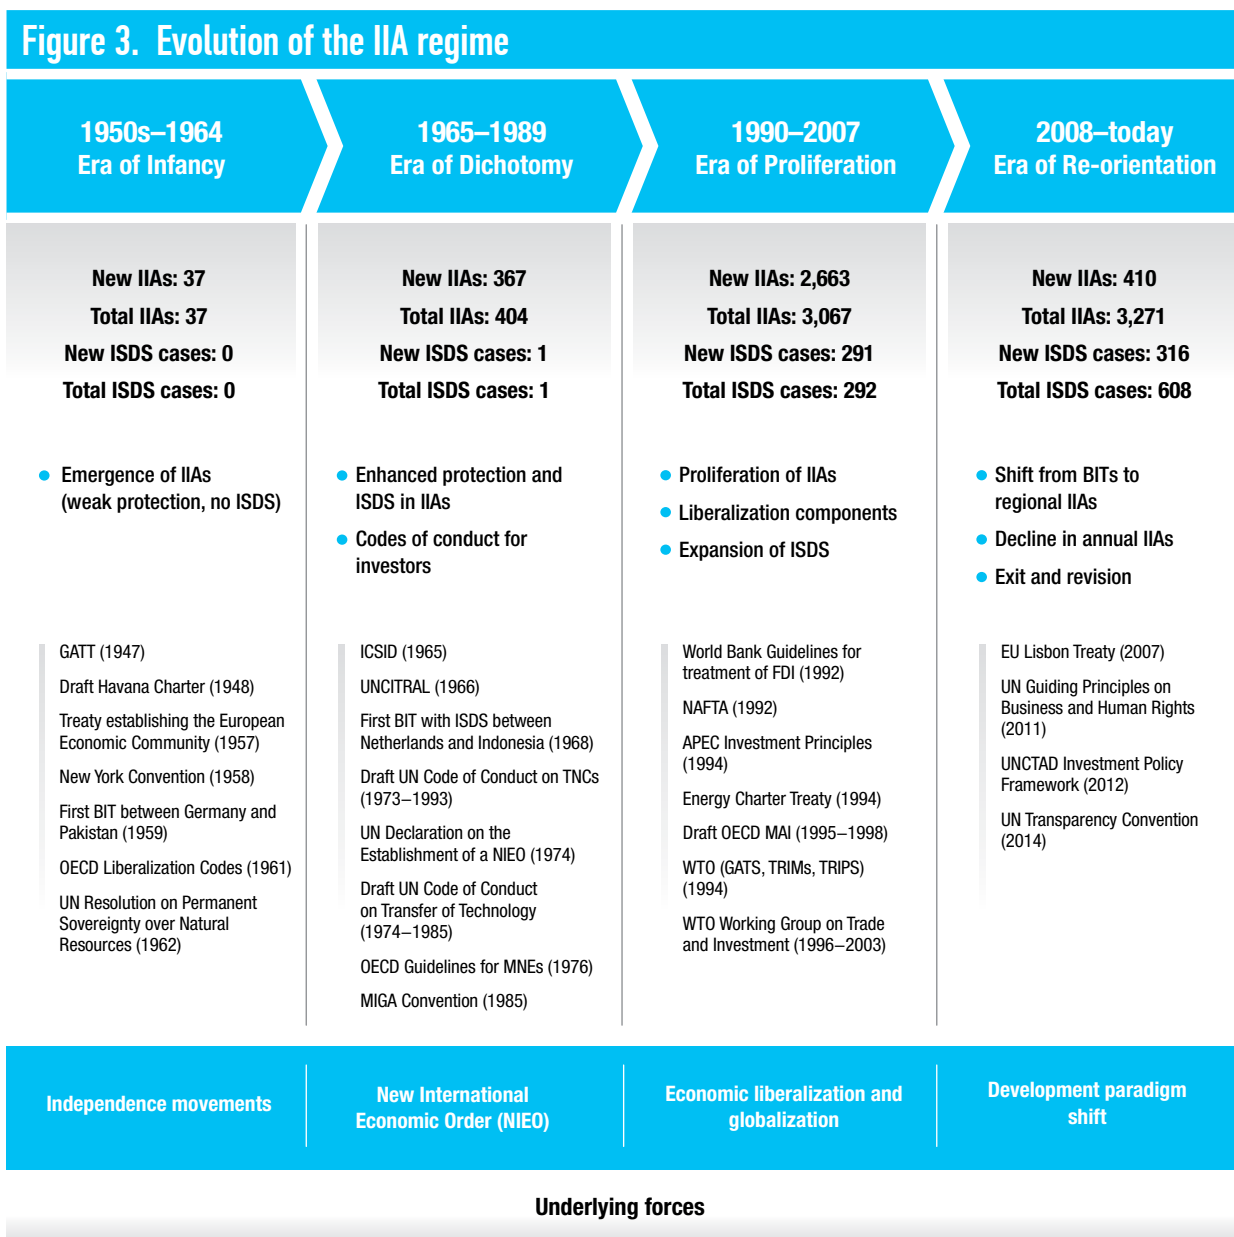 Figure 3. Evolution of the IIA regime
1950s–1964
Era of Infancy
1965–1989
Era of Dichotomy
1990–2007
Era of Proliferation
2008–today
Era of Re-orientation
New IIAs: 37
Total IIAs: 37
New ISDS cases: 0
Total ISDS cases: 0
New IIAs: 367
Total IIAs: 404
New ISDS cases: 1
Total ISDS cases: 1
New IIAs: 2,663
Total IIAs: 3,067
New ISDS cases: 291
Total ISDS cases: 292
New IIAs: 410
Total IIAs: 3,271
New ISDS cases: 316
Total ISDS cases: 608
• Emergence of IIAs
(weak protection, no ISDS)
• Enhanced protection and
ISDS in IIAs
• Codes of conduct for
investors
• Proliferation of IIAs
• Liberalization components
• Expansion of ISDS
• Shift from BITs to
regional IIAs
• Decline in annual IIAs
• Exit and revision
GATT (1947)
Draft Havana Charter (1948)
Treaty establishing the European
Economic Community (1957)
New York Convention (1958)
First BIT between Germany and
Pakistan (1959)
OECD Liberalization Codes (1961)
UN Resolution on Permanent
Sovereignty over Natural
Resources (1962)
ICSID (1965)
UNCITRAL (1966)
First BIT with ISDS between
Netherlands and Indonesia (1968)
Draft UN Code of Conduct on TNCs
(1973–1993)
UN Declaration on the
Establishment of a NIEO (1974)
Draft UN Code of Conduct
on Transfer of Technology
(1974–1985)
OECD Guidelines for MNEs (1976)
MIGA Convention (1985)
World Bank Guidelines for
treatment of FDI (1992)
NAFTA (1992)
APEC Investment Principles
(1994)
Energy Charter Treaty (1994)
Draft OECD MAI (1995–1998)
WTO (GATS, TRIMs, TRIPS)
(1994)
WTO Working Group on Trade
and Investment (1996–2003)
EU Lisbon Treaty (2007)
UN Guiding Principles on
Business and Human Rights
(2011)
UNCTAD Investment Policy
Framework (2012)
UN Transparency Convention
(2014)
Independence movements
New International
Economic Order (NIEO)
Economic liberalization and
globalization
Development paradigm
shift
Underlying forces